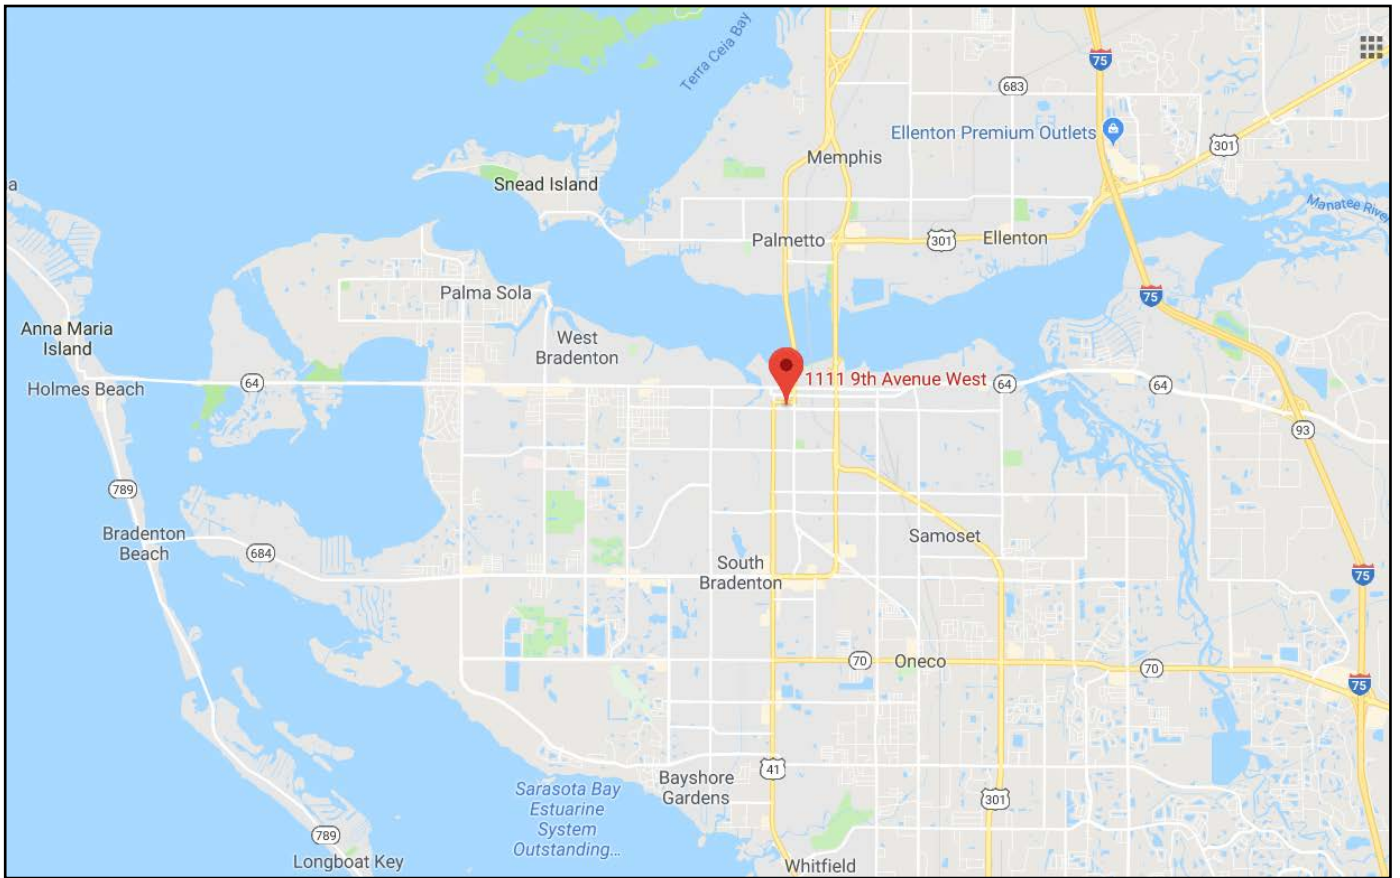 Terra Ceia Bay
75
683
Ellenton Premium Outlets
301
Memphis
a
Snead Island
Manatee River
Palmetto
301
Ellenton
Palma Sola
75
Anna Maria
Island
West
Bradenton
Holmes Beach
64
1111 9th Avenue West
64
64
93
789
Bradenton
Beach
684
Samoset
South
Bradenton
75
70
Oneco
70
75
41
Bayshore
Gardens
Sarasota Bay
Estuarine
System
Outstanding...
301
789
Longboat Key
Whitfield